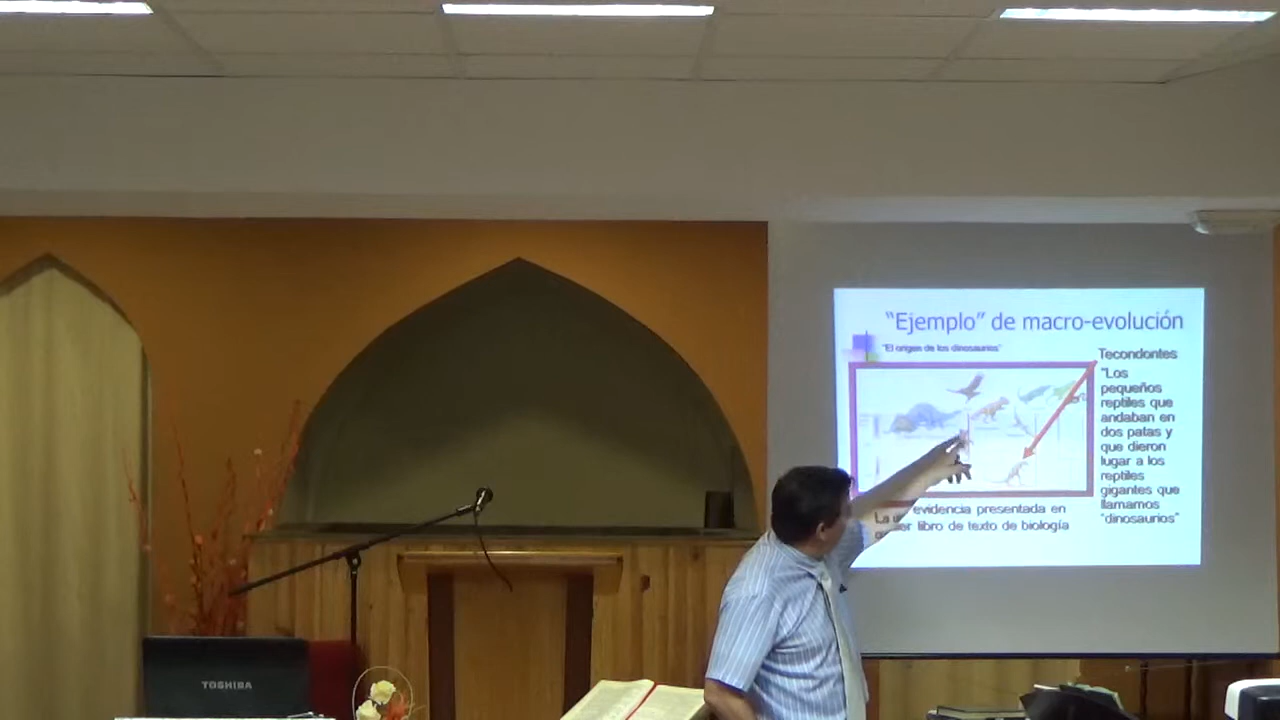 “Ejemplo” de macro-evolución
“El origen de los dinosaurios”
Tecondontes
“Los
pequeños
reptiles que
andaban en
dos patas y
que dieron
lugar a los
reptiles
gigantes que
llamamos
“dinosaurios”
La evidencia presentada en
libro de texto de biología
TOSHIBA